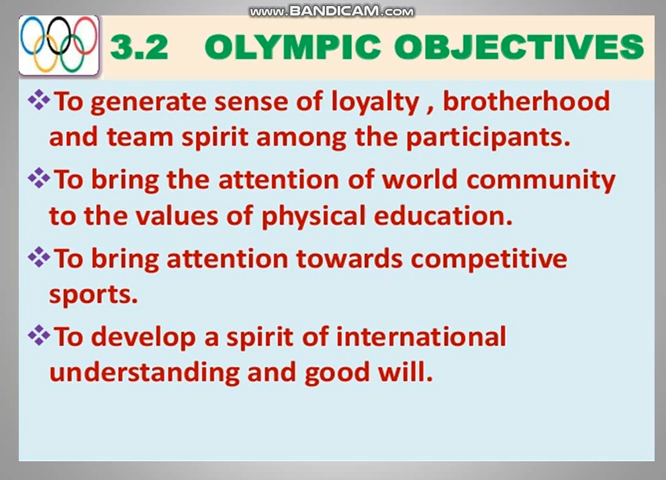 www.BANDICAM.com
3.2 OLYMPIC OBJECTIVES
❖To generate sense of loyalty , brotherhood
and team spirit among the participants.
❖To bring the attention of world community
to the values of physical education.
❖To bring attention towards competitive
sports.
❖To develop a spirit of international
understanding and good will.